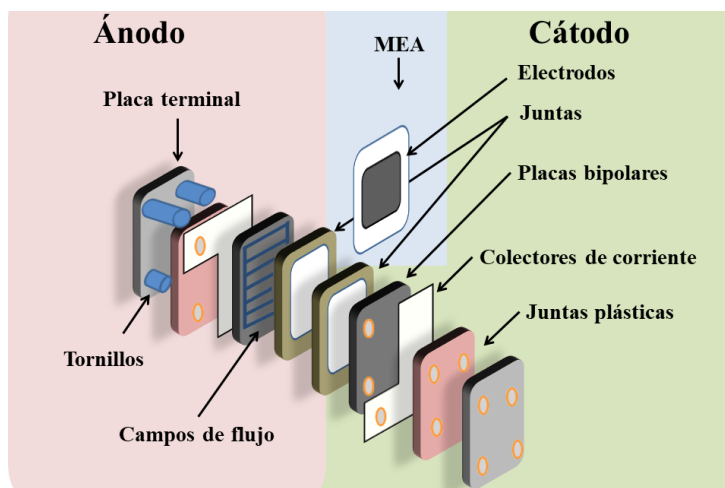 Ánodo
MEA
Cátodo
Electrodos
Placa terminal
Juntas
Placas bipolares
Colectores de corriente
Juntas plásticas
Tornillos
Campos de flujo